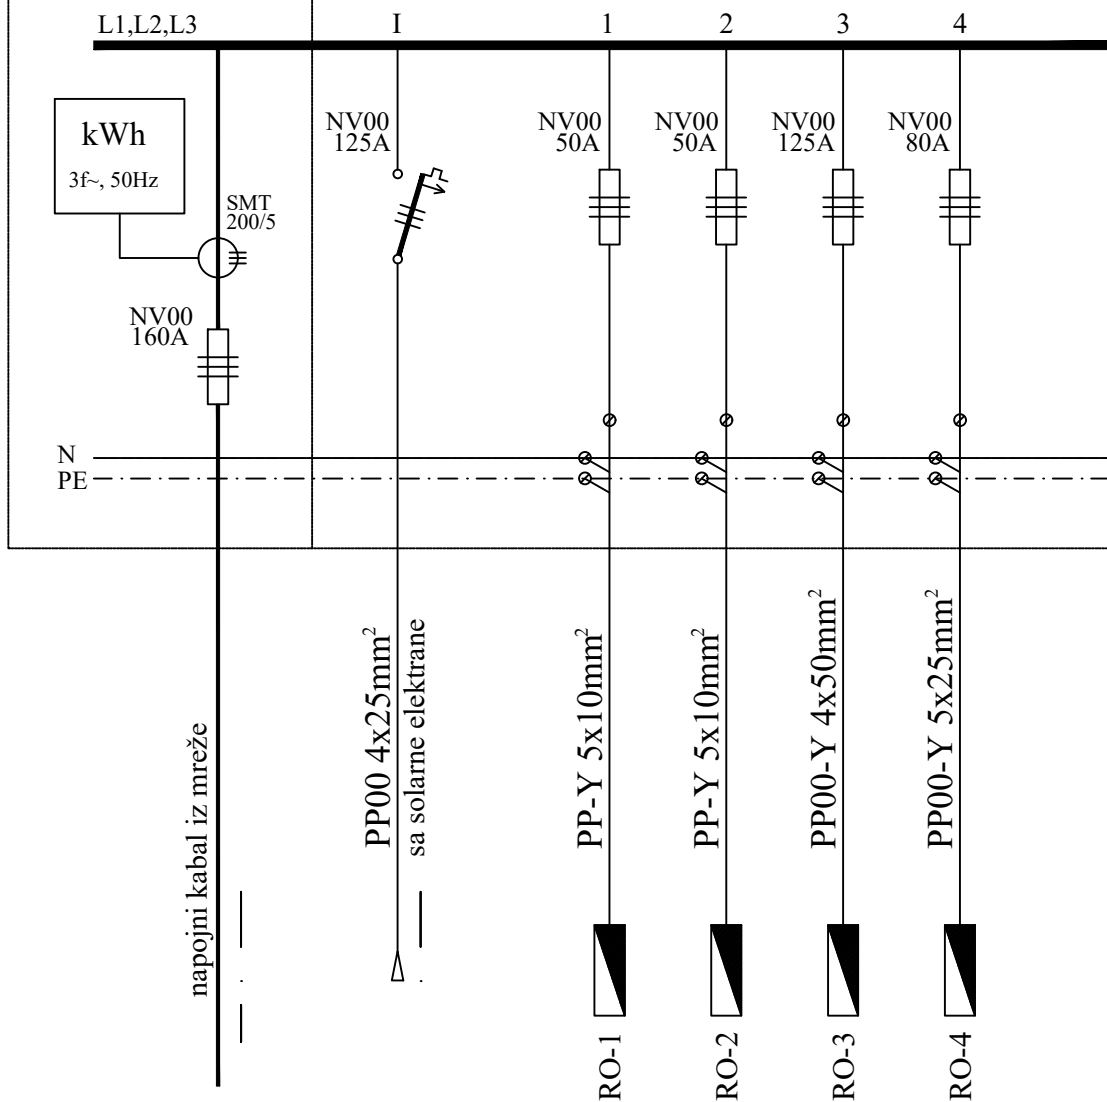 L1,L2,L3
I
1
2
3
4
kWh
3f~, 50Hz
SMT
200/5
NV00
160A
NV00
125A
NV00
50A
NV00
50A
NV00
125A
NV00
80A
N
PE
napojni kabal iz mreže
PP00 4x25mm²
sa solarne elektrane
PP-Y 5x10mm²
PP-Y 5x10mm²
PP00-Y 4x50mm²
PP00-Y 5x25mm²
RO-1
RO-2
RO-3
RO-4